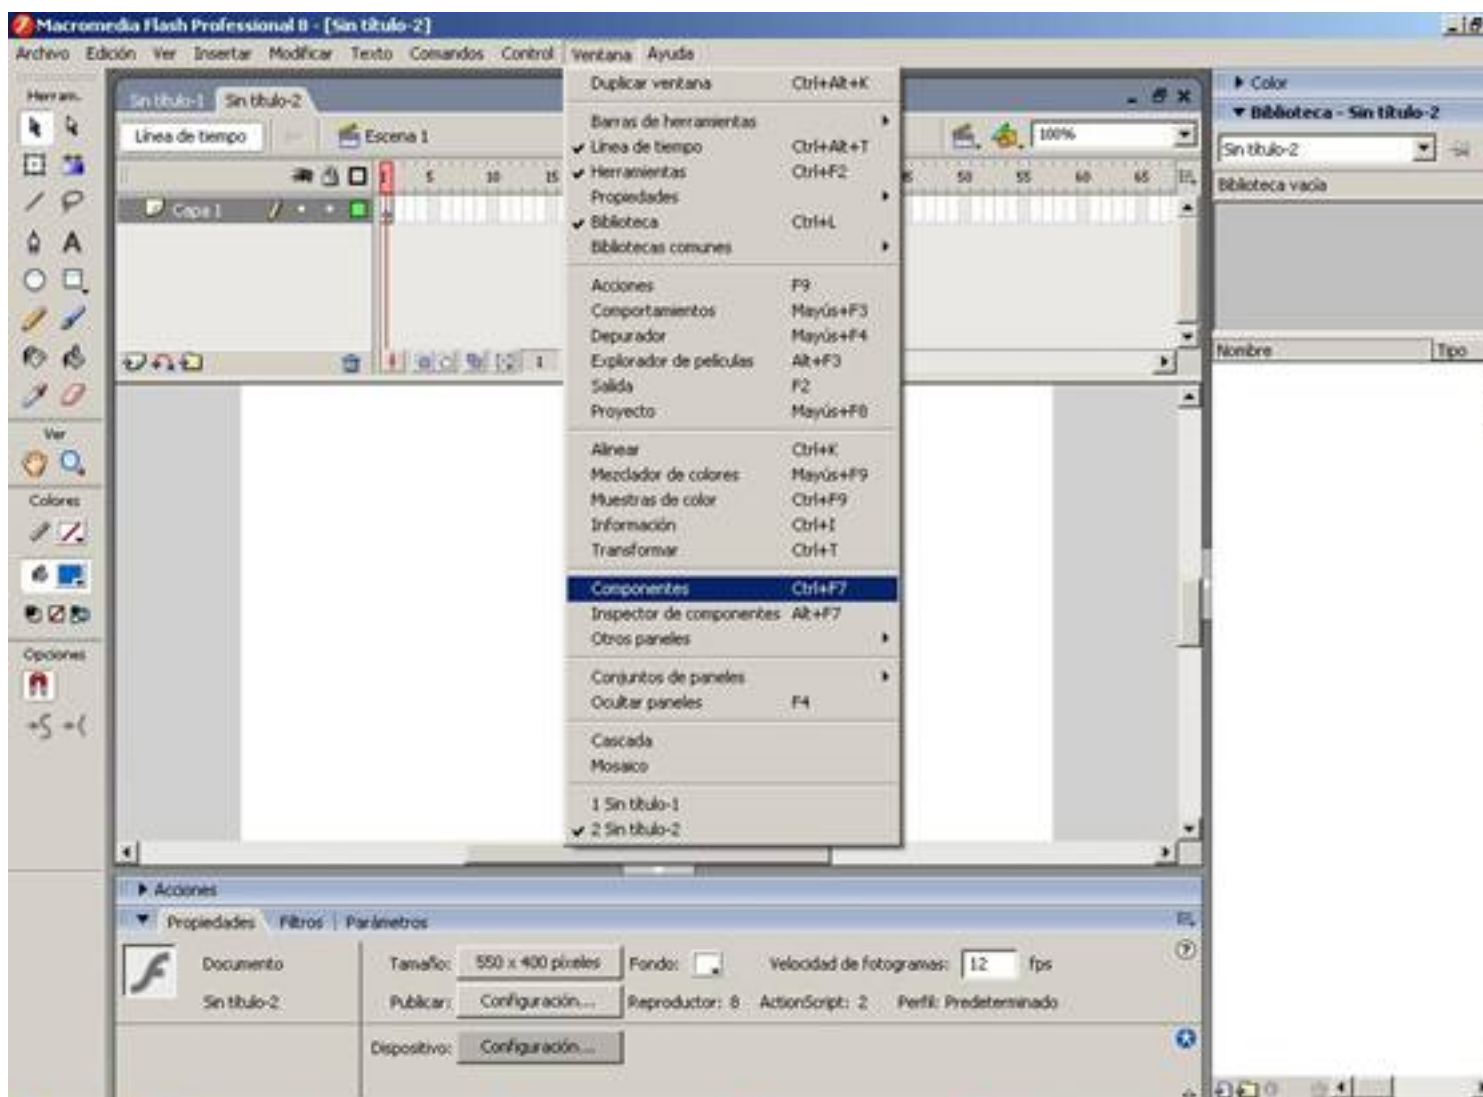 Macromedia Flash Professional 8 - [Sin título-2]
Archivo Edición Ver Insertar Modificar Texto Comandos Control Ventana Ayuda
Herram.
Ver
Colores
Opciones
Sin título-1 Sin título-2
Línea de tiempo Escena 1 100%
1 5 10 15 50 55 60 65
Capa 1
1
Duplicar ventana Ctrl+Alt+K
Barras de herramientas
Línea de tiempo Ctrl+Alt+T
Herramientas Ctrl+F2
Propiedades
Biblioteca Ctrl+L
Bibliotecas comunes
Acciones F9
Comportamientos Mayús+F3
Depurador Mayús+F4
Explorador de películas Alt+F3
Salida F2
Proyecto Mayús+F8
Alinear Ctrl+K
Mezclador de colores Mayús+F9
Muestras de color Ctrl+F9
Información Ctrl+I
Transformar Ctrl+T
Componentes Ctrl+F7
Inspector de componentes Alt+F7
Otros paneles
Conjuntos de paneles
Ocultar paneles F4
Cascada
Mosaico
1 Sin título-1
2 Sin título-2
Color
Biblioteca - Sin título-2
Sin título-2
Biblioteca vacía
Nombre Tipo
Acciones
Propiedades Filtros Parámetros
Documento
Sin título-2
Tamaño: 550 x 400 píxeles Fondo: Velocidad de fotogramas: 12 fps
Publicar: Configuración... Reproductor: 8 ActionScript: 2 Perfil: Predeterminado
Dispositivo: Configuración...